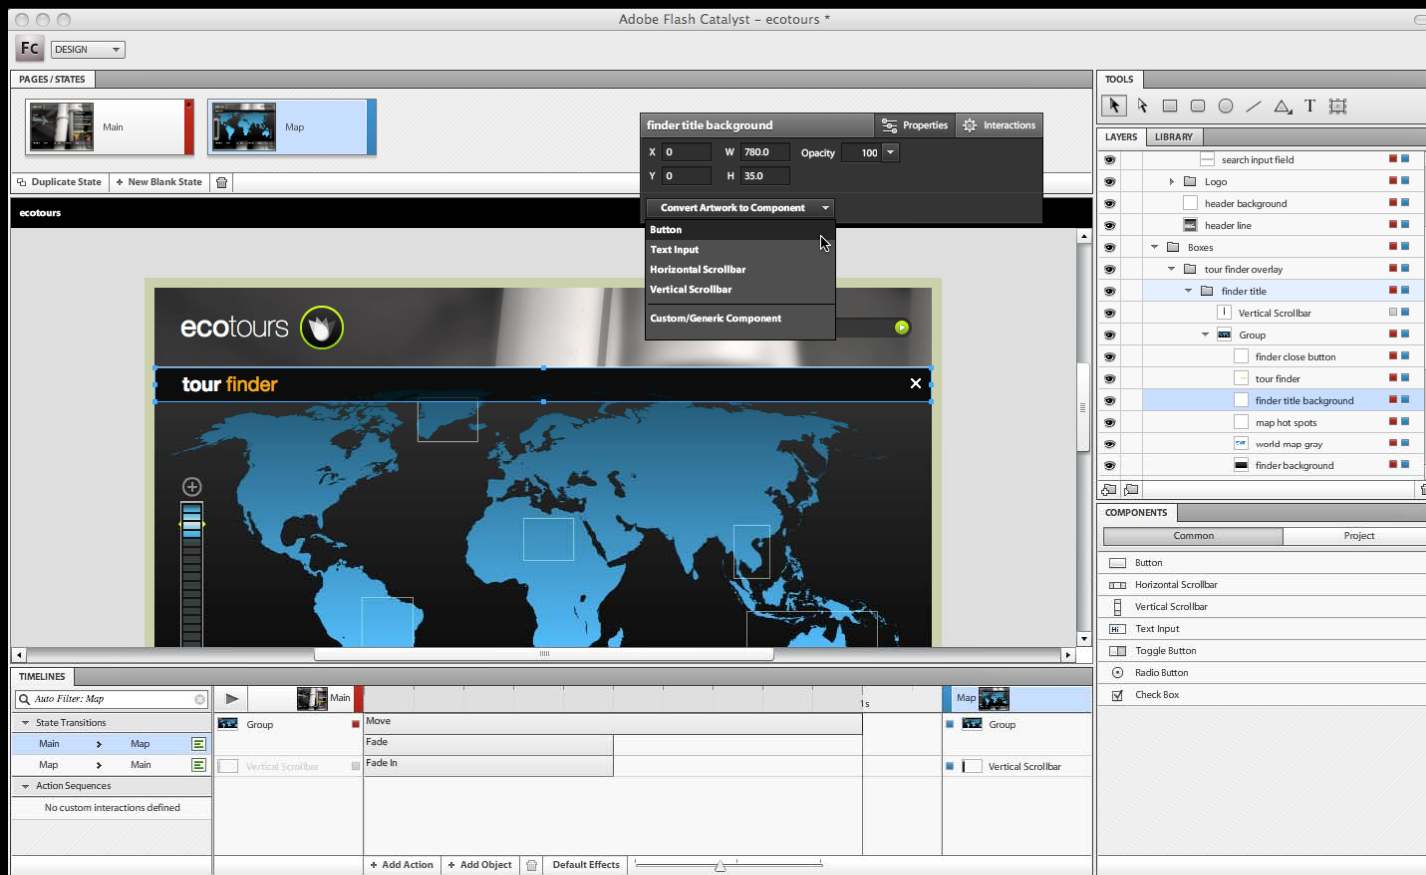 Adobe Flash Catalyst – ecotours *
Fc
DESIGN
PAGES / STATES
Main
Map
Duplicate State
+ New Blank State
ecotours
finder title background
Properties
Interactions
X 0
W 780.0
Opacity 100
Y 0
H 35.0
Convert Artwork to Component
Button
Text Input
Horizontal Scrollbar
Vertical Scrollbar
Custom/Generic Component
ecotours
tour finder
TOOLS
T
LAYERS
LIBRARY
search input field
Logo
header background
header line
Boxes
tour finder overlay
finder title
Vertical Scrollbar
Group
finder close button
tour finder
finder title background
map hot spots
world map gray
finder background
COMPONENTS
Common
Project
Button
Horizontal Scrollbar
Vertical Scrollbar
Text Input
Toggle Button
Radio Button
Check Box
TIMELINES
Auto Filter: Map
State Transitions
Main > Map
Map > Main
Action Sequences
No custom interactions defined
Main
1s
Map
Group
Move
Group
Fade
Vertical Scrollbar
Fade In
Vertical Scrollbar
+ Add Action
+ Add Object
Default Effects